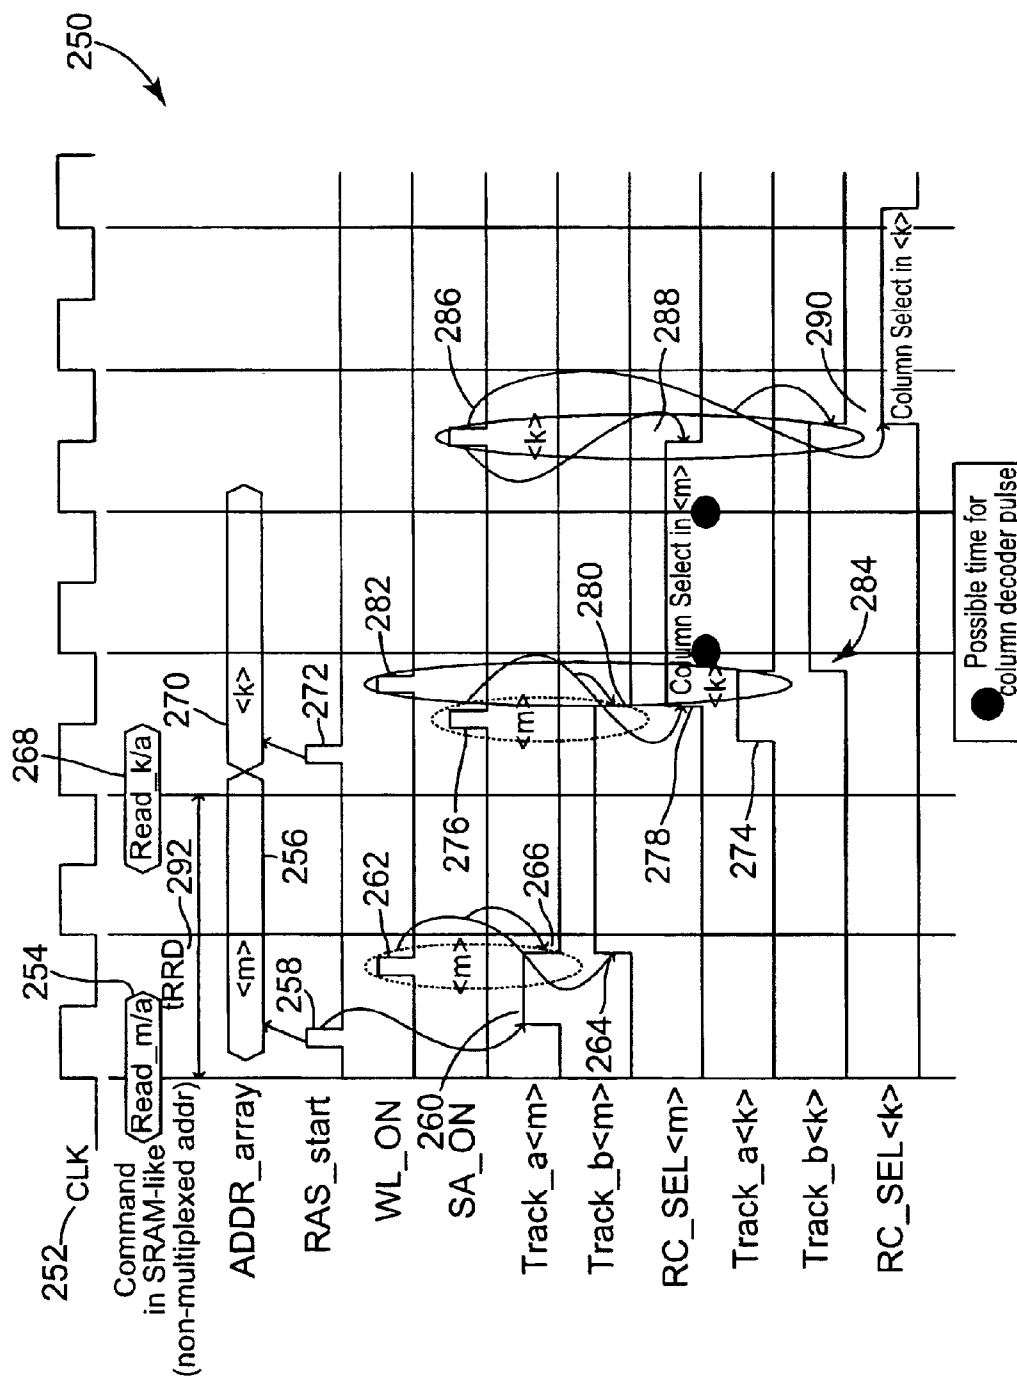 250
252
CLK
Command
in SRAM-like
(non-multiplexed addr)
254
Read_m/a
268
Read_k/a
tRRD
292
ADDR_array
<m>
256
270
<k>
RAS_start
258
272
WL_ON
262
282
SA_ON
<m>
276
<m>
286
<k>
260
Track_a<m>
266
Track_b<m>
264
280
RC_SEL<m>
278
Column Select in <m>
288
Track_a<k>
274
<k>
Track_b<k>
284
290
RC_SEL<k>
Column Select in <k>
Possible time for
column decoder pulse